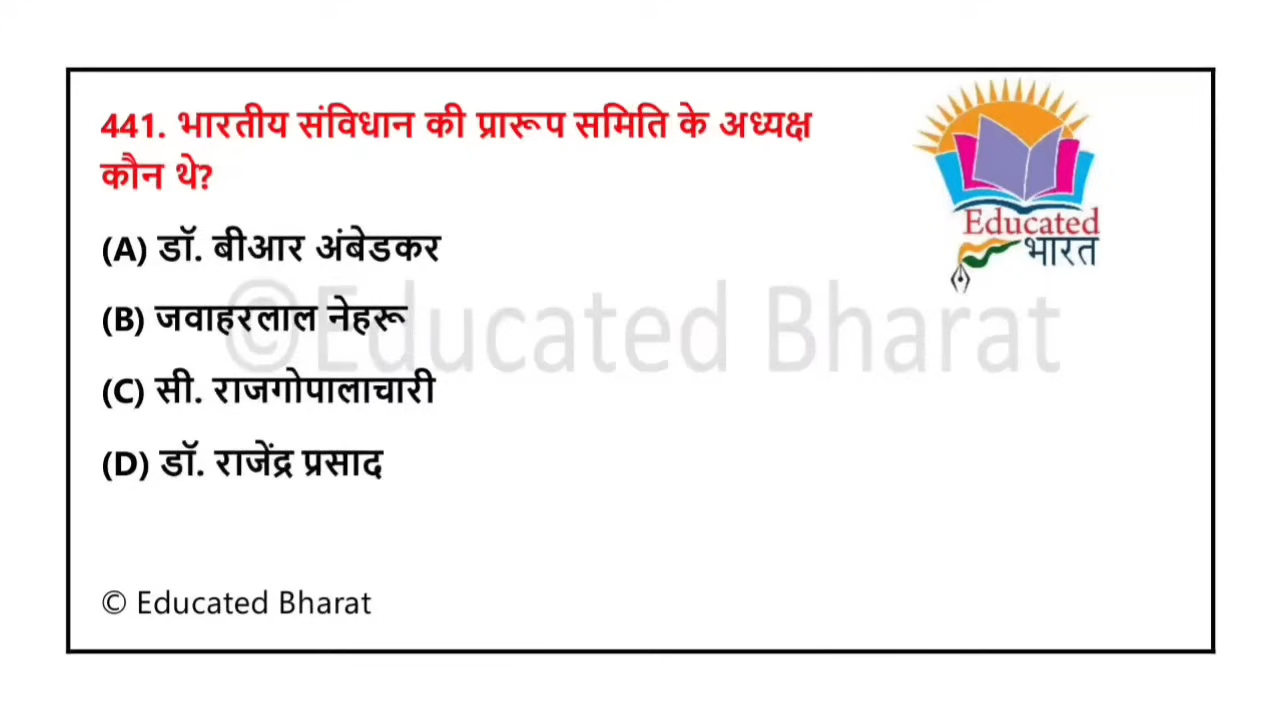 441. भारतीय संविधान की प्रारूप समिति के अध्यक्ष
कौन थे?
Educated
भारत
(A) डॉ. बीआर अंबेडकर
(B) जवाहरलाल नेहरू
©Educated Bharat
(C) सी. राजगोपालाचारी
(D) डॉ. राजेंद्र प्रसाद
© Educated Bharat